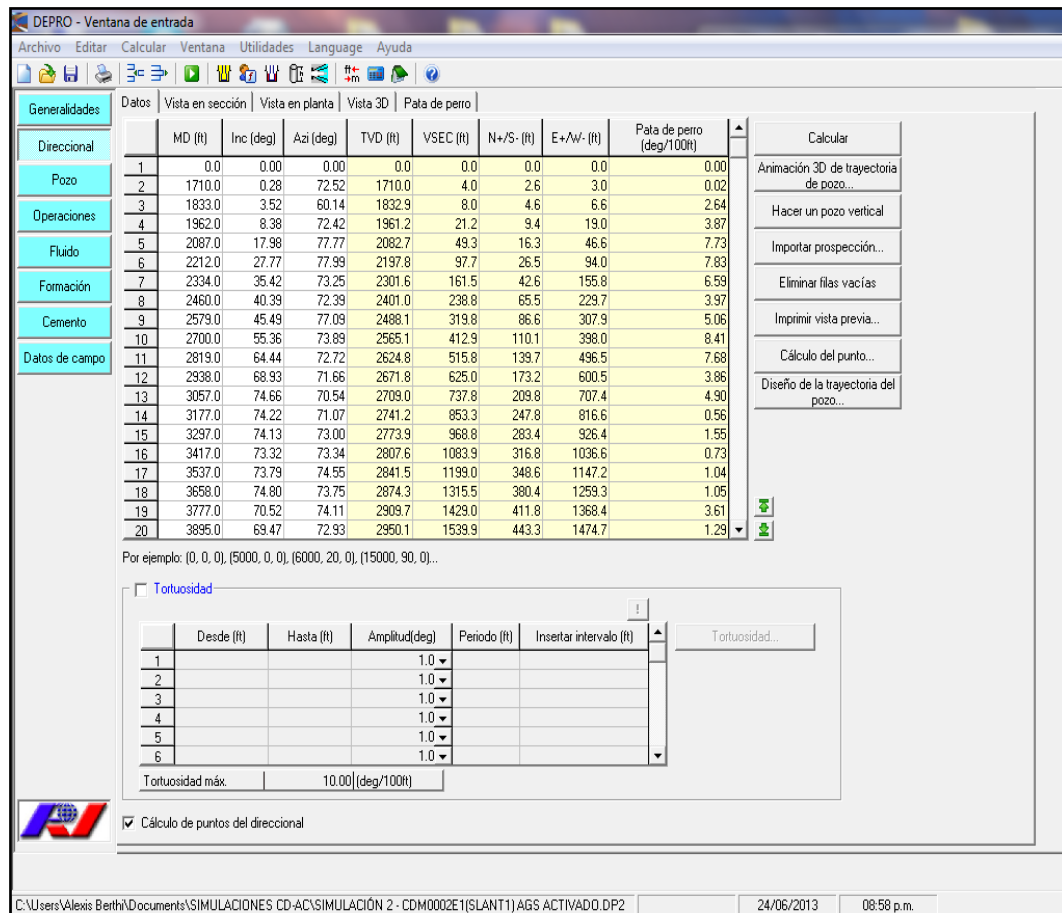 DEPRO - Ventana de entrada
Archivo Editar Calcular Ventana Utilidades Language Ayuda
Generalidades
Direccional
Pozo
Operaciones
Fluido
Formación
Cemento
Datos de campo
Datos Vista en sección Vista en planta Vista 3D Pata de perro
MD (ft) Inc (deg) Azi (deg) TVD (ft) VSEC (ft) N+/S- (ft) E+/W- (ft) Pata de perro (deg/100ft)
1 0.0 0.00 0.00 0.0 0.0 0.0 0.0 0.00
2 1710.0 0.28 72.52 1710.0 4.0 2.6 3.0 0.02
3 1833.0 3.52 60.14 1832.9 8.0 4.6 6.6 2.64
4 1962.0 8.38 72.42 1961.2 21.2 9.4 19.0 3.87
5 2087.0 17.98 77.77 2082.7 49.3 16.3 46.6 7.73
6 2212.0 27.77 77.99 2197.8 97.7 26.5 94.0 7.83
7 2334.0 35.42 73.25 2301.6 161.5 42.6 155.8 6.59
8 2460.0 40.39 72.39 2401.0 238.8 65.5 229.7 3.97
9 2579.0 45.49 77.09 2488.1 319.8 86.6 307.9 5.06
10 2700.0 55.36 73.89 2565.1 412.9 110.1 398.0 8.41
11 2819.0 64.44 72.72 2624.8 515.8 139.7 496.5 7.68
12 2938.0 68.93 71.66 2671.8 625.0 173.2 600.5 3.86
13 3057.0 74.66 70.54 2709.0 737.8 209.8 707.4 4.90
14 3177.0 74.22 71.07 2741.2 853.3 247.8 816.6 0.56
15 3297.0 74.13 73.00 2773.9 968.8 283.4 926.4 1.55
16 3417.0 73.32 73.34 2807.6 1083.9 316.8 1036.6 0.73
17 3537.0 73.79 74.55 2841.5 1199.0 348.6 1147.2 1.04
18 3658.0 74.80 73.75 2874.3 1315.5 380.4 1259.3 1.05
19 3777.0 70.52 74.11 2909.7 1429.0 411.8 1368.4 3.61
20 3895.0 69.47 72.93 2950.1 1539.9 443.3 1474.7 1.29
Calcular
Animación 3D de trayectoria de pozo...
Hacer un pozo vertical
Importar prospección...
Eliminar filas vacías
Imprimir vista previa...
Cálculo del punto...
Diseño de la trayectoria del pozo...
Por ejemplo: (0, 0, 0), (5000, 0, 0), (6000, 20, 0), (15000, 90, 0)...
Tortuosidad
!
Desde (ft) Hasta (ft) Amplitud(deg) Periodo (ft) Insertar intervalo (ft)
1 1.0
2 1.0
3 1.0
4 1.0
5 1.0
6 1.0
Tortuosidad...
Tortuosidad máx. 10.00 (deg/100ft)
Cálculo de puntos del direccional
C:\Users\Alexis Berthi\Documents\SIMULACIONES CD-AC\SIMULACIÓN 2 - CDM0002E1(SLANT1) AGS ACTIVADO.DP2 24/06/2013 08:58 p.m.